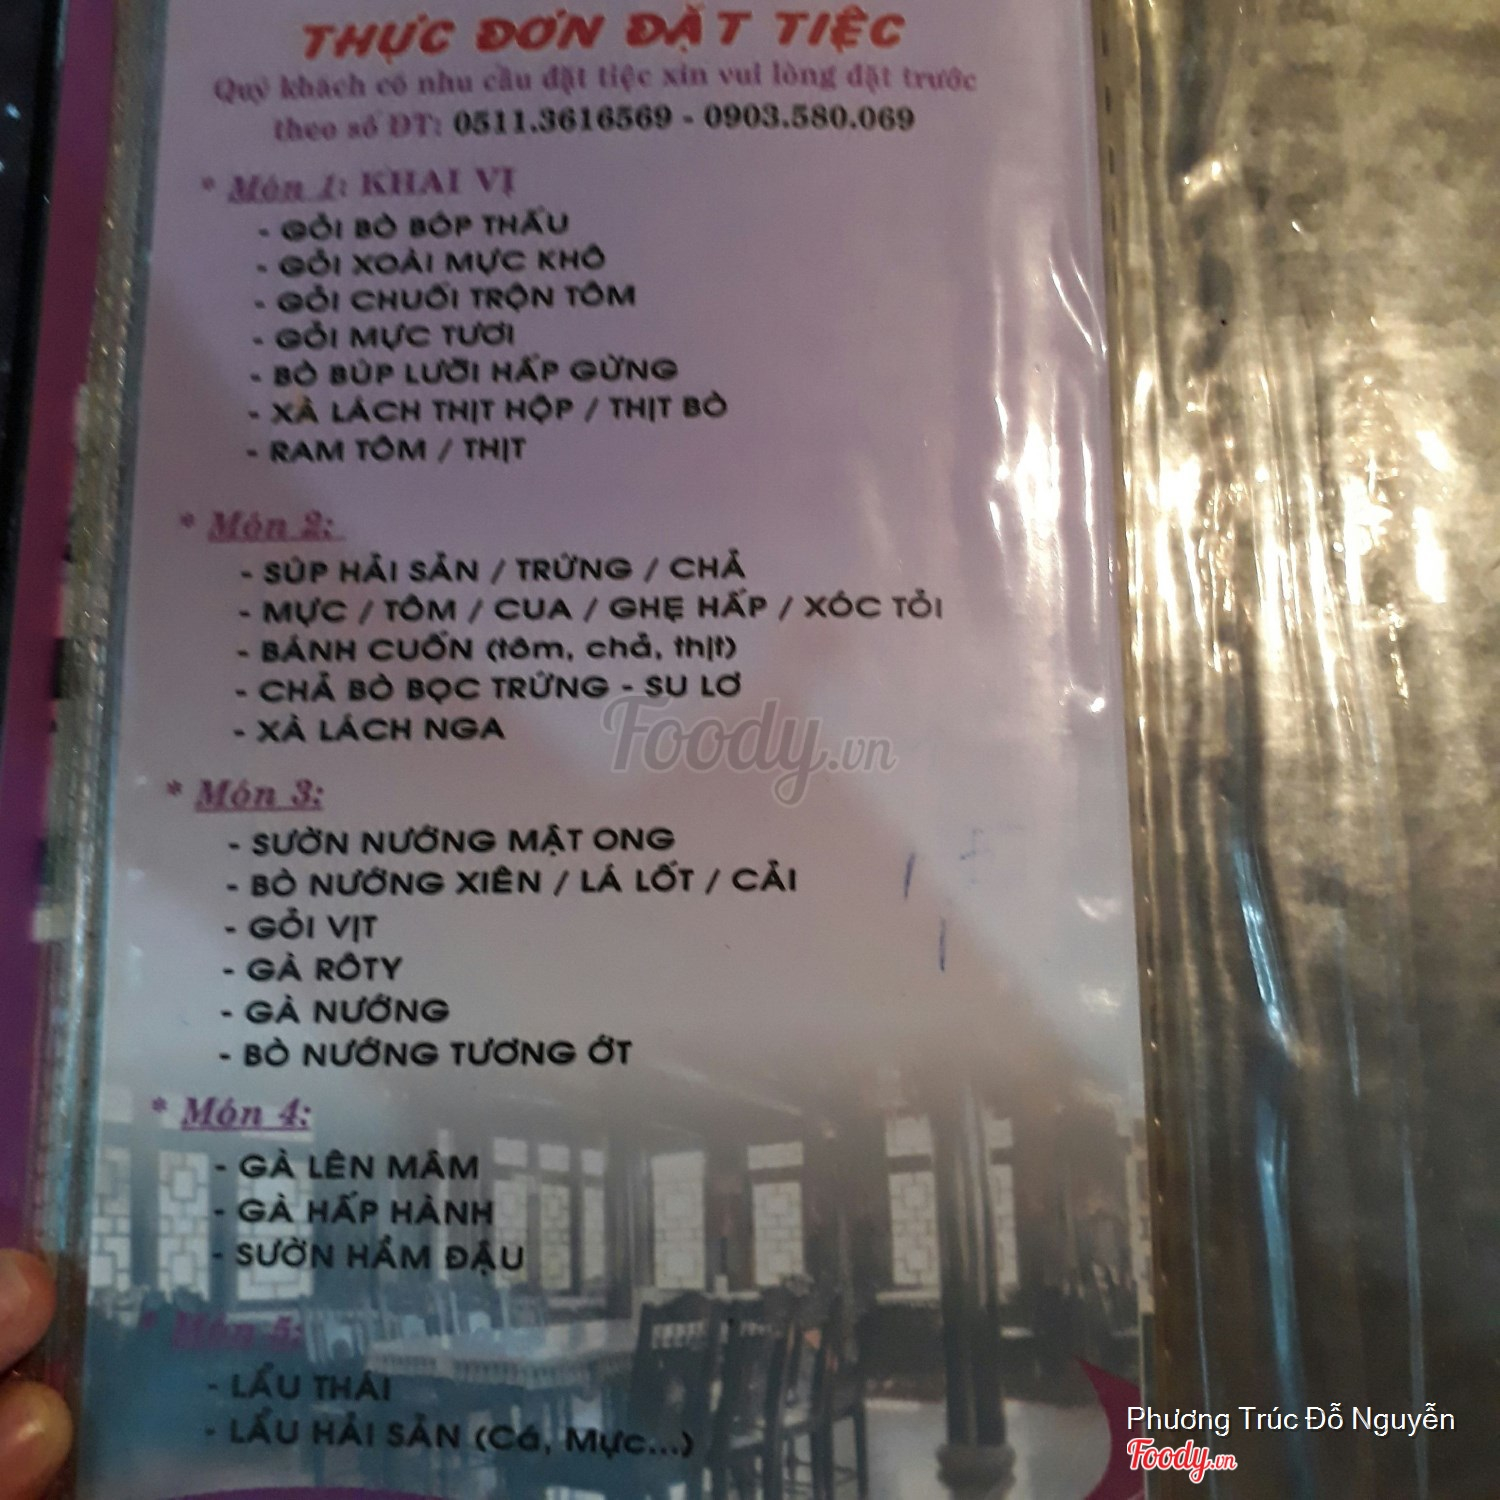 THỰC ĐƠN ĐẶT TIỆC
Quý khách có nhu cầu đặt tiệc xin vui lòng đặt trước
theo số ĐT: 0511.3616569 - 0903.580.069
* Món 1: KHAI VỊ
- GỎI BÒ BÓP THẤU
- GỎI XOÀI MỰC KHÔ
- GỎI CHUỐI TRỘN TÔM
- GỎI MỰC TƯƠI
- BÒ BÚP LƯỠI HẤP GỪNG
- XÀ LÁCH THỊT HỘP / THỊT BÒ
- RAM TÔM / THỊT
* Món 2:
- SÚP HẢI SẢN / TRỨNG / CHẢ
- MỰC / TÔM / CUA / GHẸ HẤP / XÓC TỎI
- BÁNH CUỐN (tôm, chả, thịt)
- CHẢ BÒ BỌC TRỨNG - SU LƠ
- XÀ LÁCH NGA
Foody.vn
* Món 3:
- SƯỜN NƯỚNG MẬT ONG
- BÒ NƯỚNG XIÊN / LÁ LỐT / CẢI
- GỎI VỊT
- GÀ RÔTY
- GÀ NƯỚNG
- BÒ NƯỚNG TƯƠNG ỚT
* Món 4:
- GÀ LÊN MÂM
- GÀ HẤP HÀNH
- SƯỜN HẦM ĐẬU
* Món 5:
- LẨU THÁI
- LẨU HẢI SẢN (Cá, Mực...)
Phương Trúc Đỗ Nguyễn
Foody.vn